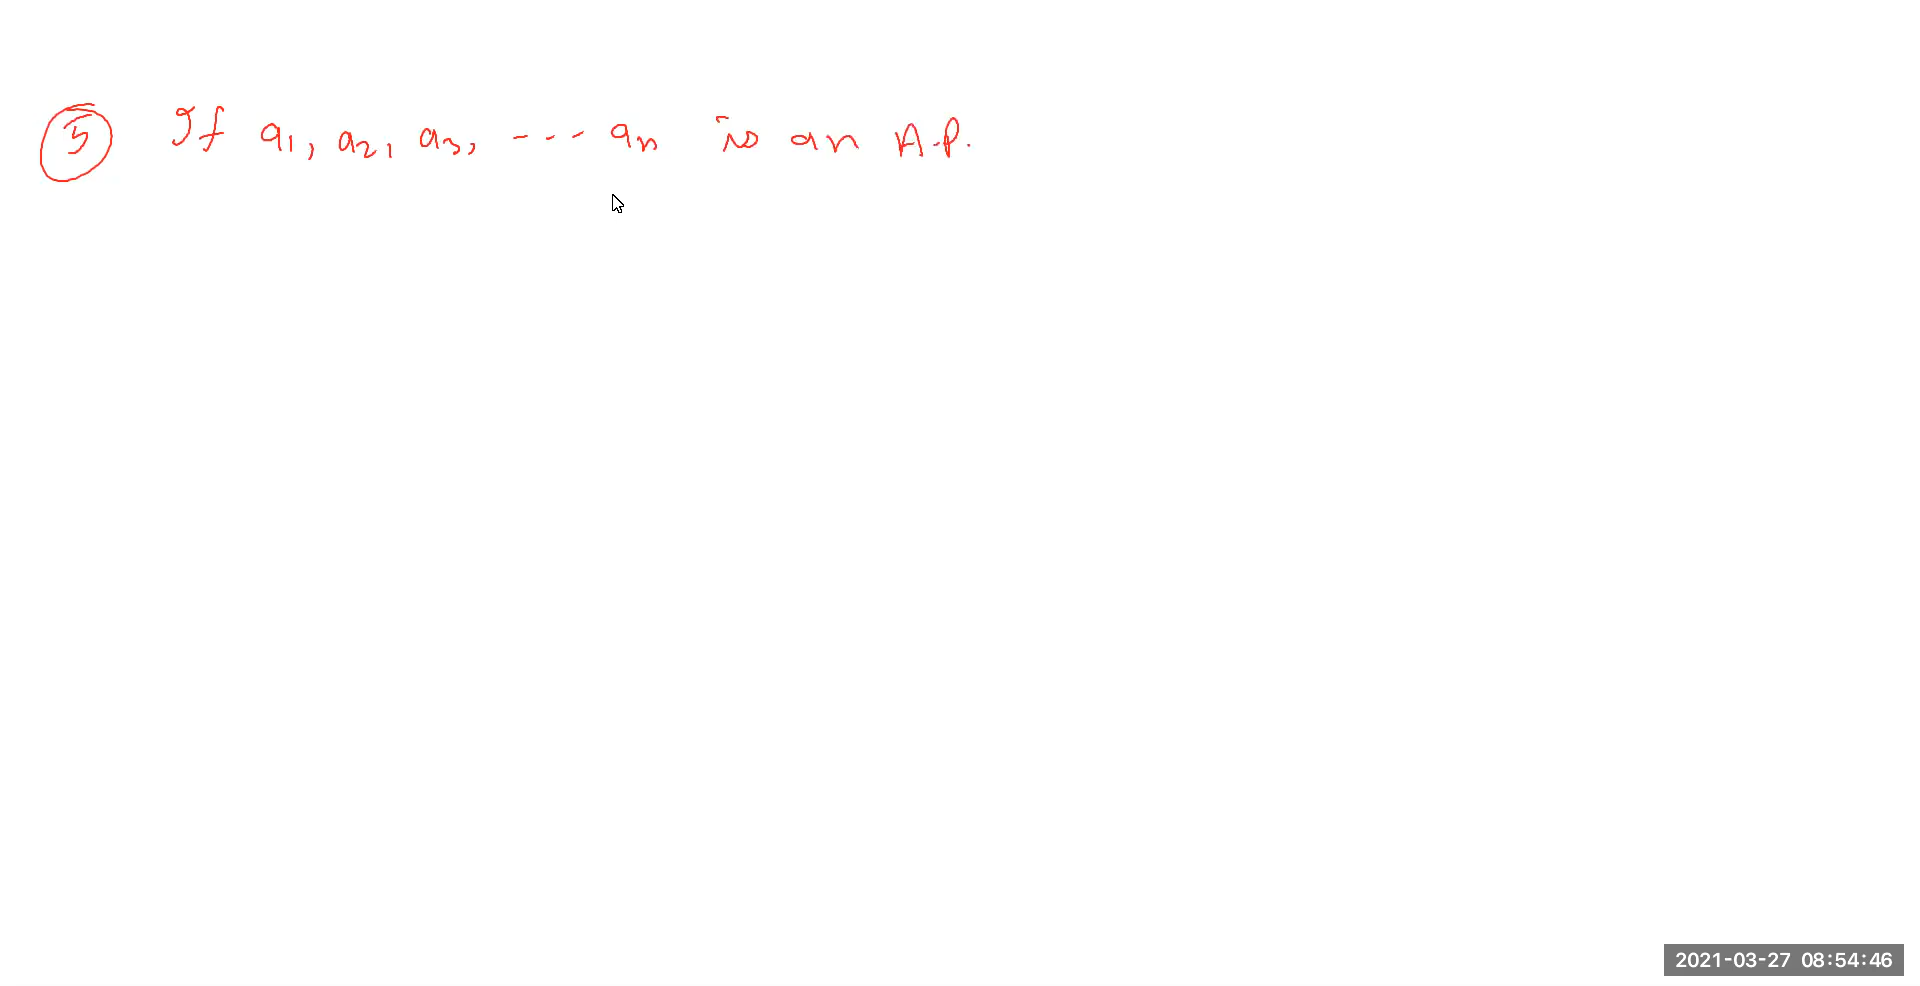 5 If a1, a2, a3, --- an is an A.P.
2021-03-27 08:54:46